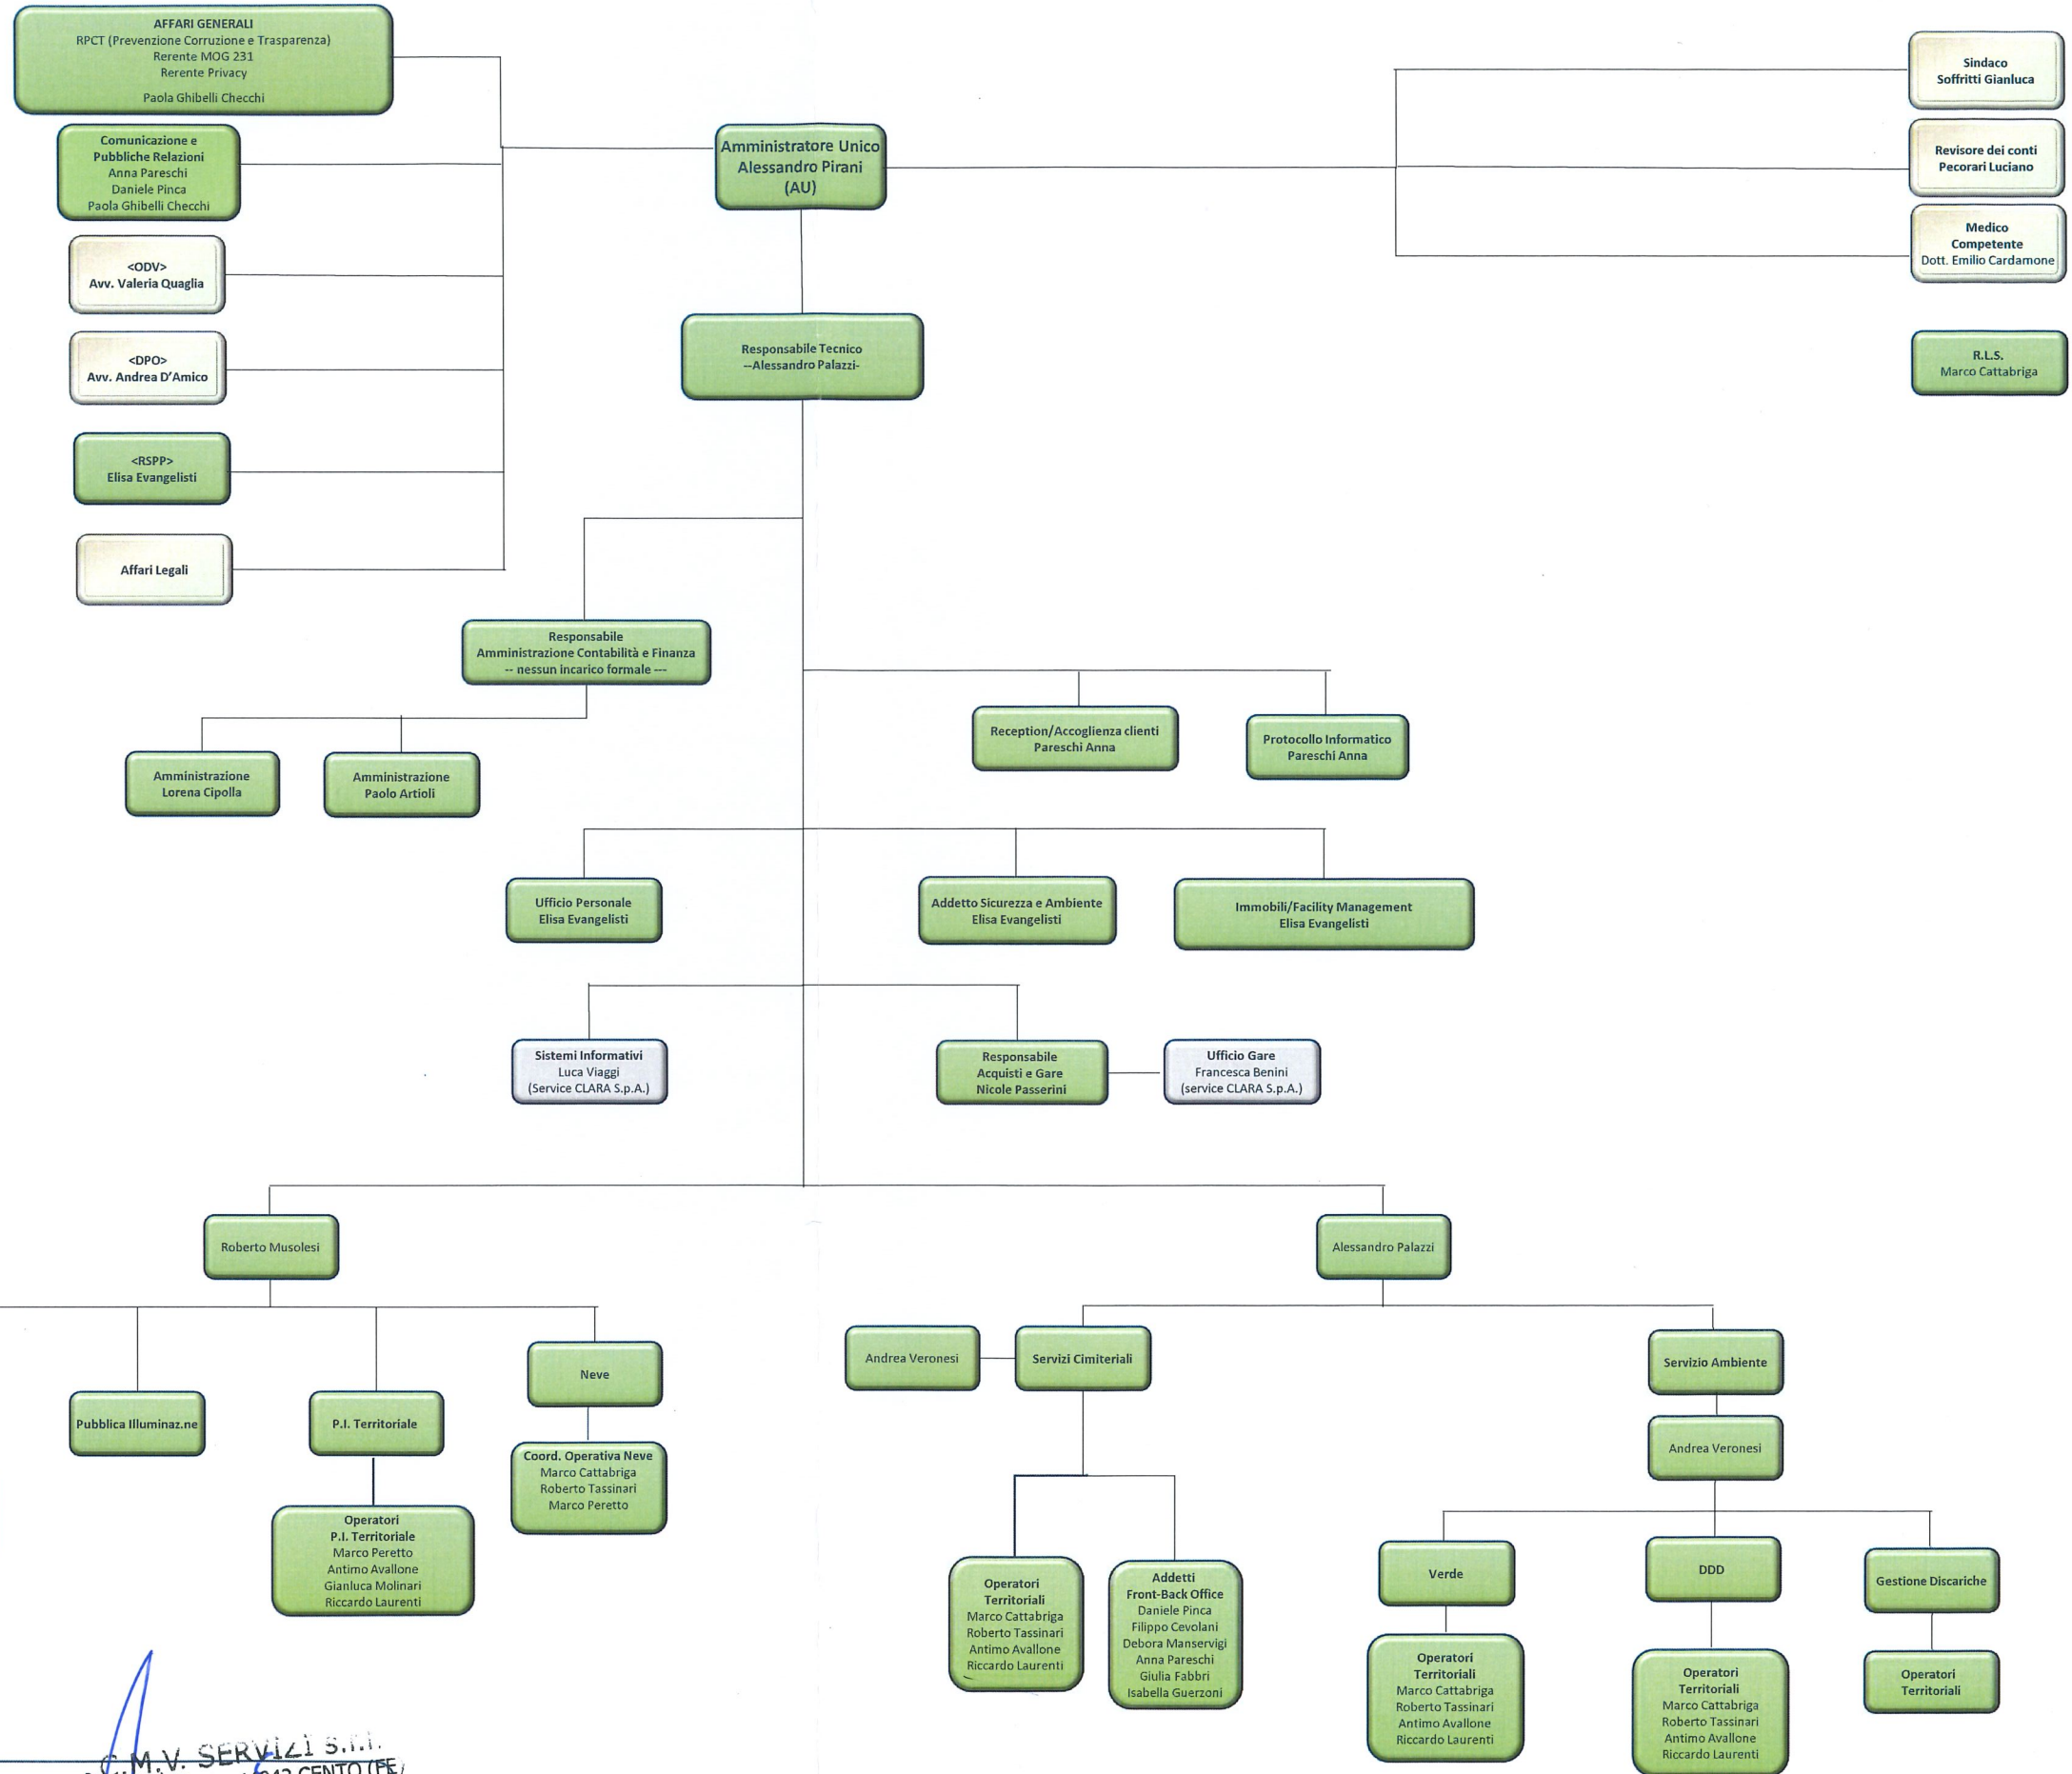 AFFARI GENERALI
RPCT (Prevenzione Corruzione e Trasparenza)
Rerente MOG 231
Rerente Privacy
Paola Ghibelli Checchi
Comunicazione e
Pubbliche Relazioni
Anna Pareschi
Daniele Pinca
Paola Ghibelli Checchi
<ODV>
Avv. Valeria Quaglia
<DPO>
Avv. Andrea D'Amico
<RSPP>
Elisa Evangelisti
Affari Legali
Amministratore Unico
Alessandro Pirani
(AU)
Sindaco
Soffritti Gianluca
Revisore dei conti
Pecorari Luciano
Medico
Competente
Dott. Emilio Cardamone
R.L.S.
Marco Cattabriga
Responsabile Tecnico
--Alessandro Palazzi-
Responsabile
Amministrazione Contabilità e Finanza
-- nessun incarico formale ---
Amministrazione
Lorena Cipolla
Amministrazione
Paolo Artioli
Reception/Accoglienza clienti
Pareschi Anna
Protocollo Informatico
Pareschi Anna
Ufficio Personale
Elisa Evangelisti
Addetto Sicurezza e Ambiente
Elisa Evangelisti
Immobili/Facility Management
Elisa Evangelisti
Sistemi Informativi
Luca Viaggi
(Service CLARA S.p.A.)
Responsabile
Acquisti e Gare
Nicole Passerini
Ufficio Gare
Francesca Benini
(service CLARA S.p.A.)
Roberto Musolesi
Alessandro Palazzi
Pubblica Illuminaz.ne
P.I. Territoriale
Operatori
P.I. Territoriale
Marco Peretto
Antimo Avallone
Gianluca Molinari
Riccardo Laurenti
Neve
Coord. Operativa Neve
Marco Cattabriga
Roberto Tassinari
Marco Peretto
Andrea Veronesi
Servizi Cimiteriali
Operatori
Territoriali
Marco Cattabriga
Roberto Tassinari
Antimo Avallone
Riccardo Laurenti
Addetti
Front-Back Office
Daniele Pinca
Filippo Cevolani
Debora Manservigi
Anna Pareschi
Giulia Fabbri
Isabella Guerzoni
Servizio Ambiente
Andrea Veronesi
Verde
Operatori
Territoriali
Marco Cattabriga
Roberto Tassinari
Antimo Avallone
Riccardo Laurenti
DDD
Operatori
Territoriali
Marco Cattabriga
Roberto Tassinari
Antimo Avallone
Riccardo Laurenti
Gestione Discariche
Operatori
Territoriali
C.M.V. SERVIZI s.r.l.
CENTO (FE)